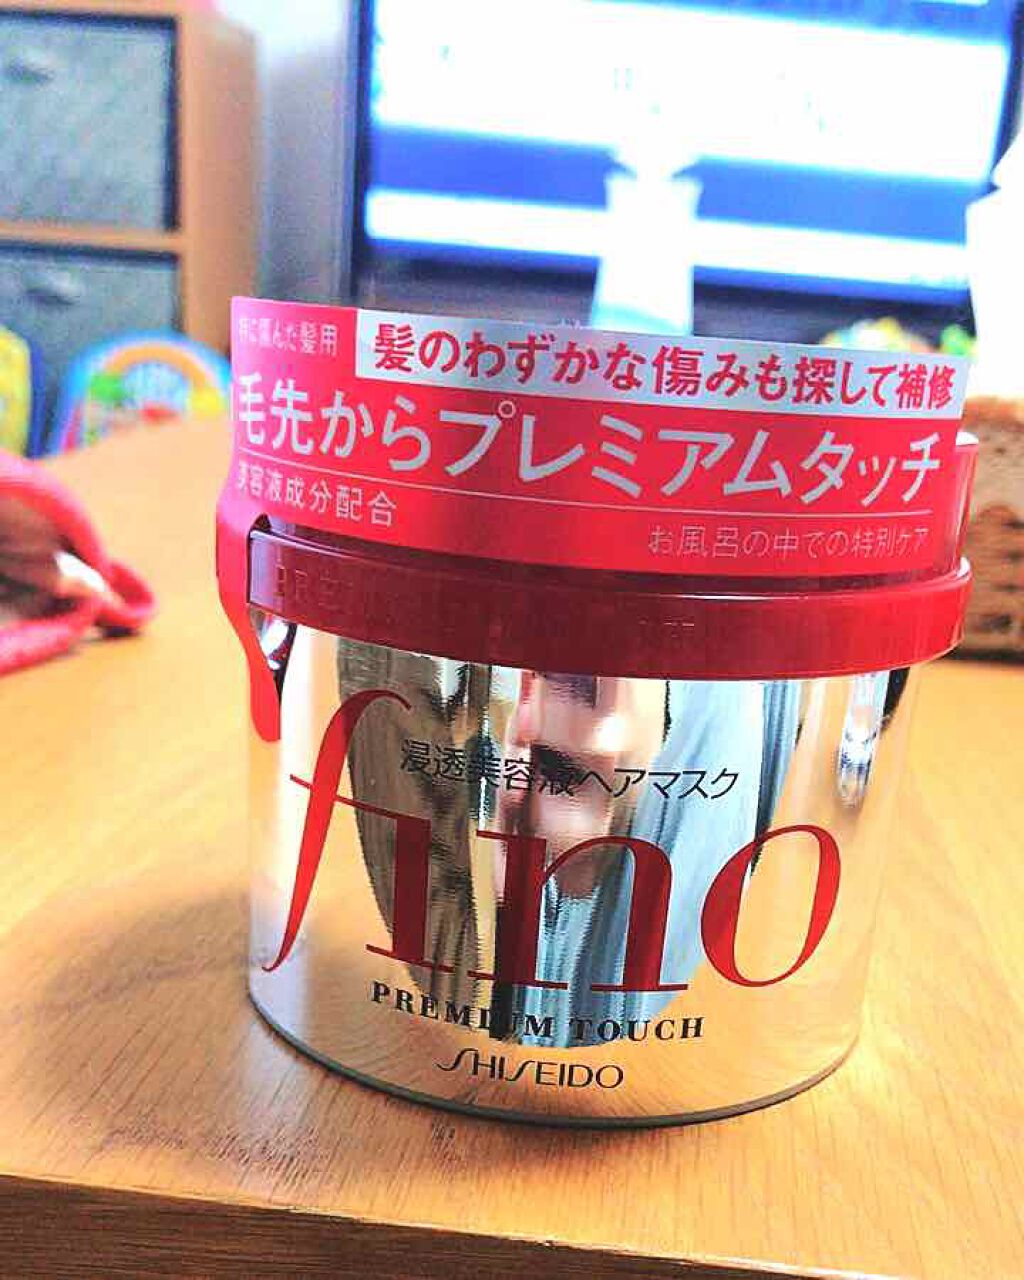 特に傷んだ髪用
髪のわずかな傷みも探して補修
毛先からプレミアムタッチ
美容液成分配合
お風呂の中での特別ケア
浸透美容液ヘアマスク
fino
PREMIUM TOUCH
SHISEIDO